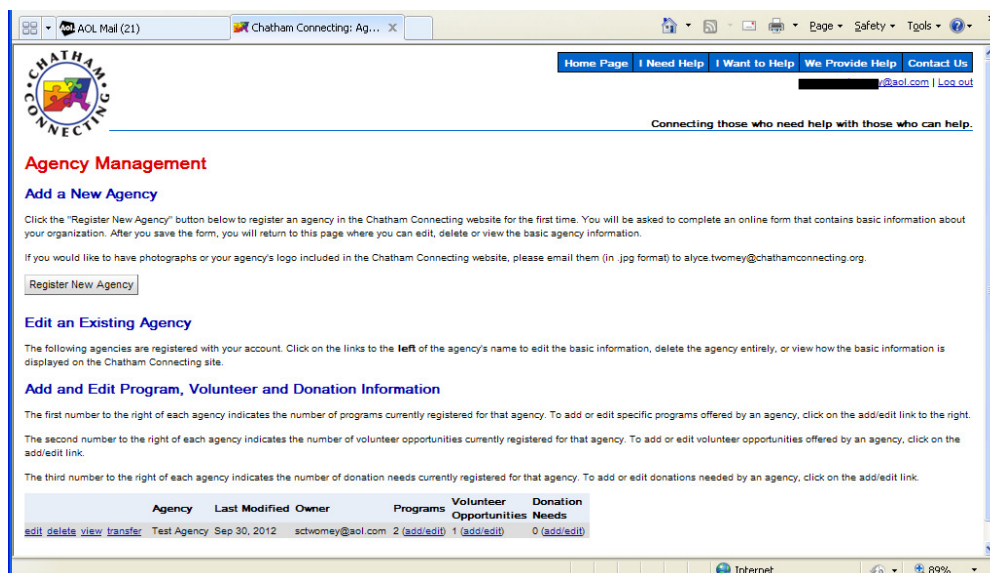 AOL Mail (21)
Chatham Connecting: Ag...
Page
Safety
Tools
CHATHAM
CONNECTING
Home Page I Need Help I Want to Help We Provide Help Contact Us
@aol.com | Log out
Connecting those who need help with those who can help.
Agency Management
Add a New Agency
Click the "Register New Agency" button below to register an agency in the Chatham Connecting website for the first time. You will be asked to complete an online form that contains basic information about
your organization. After you save the form, you will return to this page where you can edit, delete or view the basic agency information.
If you would like to have photographs or your agency's logo included in the Chatham Connecting website, please email them (in .jpg format) to alyce.twomey@chathamconnecting.org.
Register New Agency
Edit an Existing Agency
The following agencies are registered with your account. Click on the links to the left of the agency's name to edit the basic information, delete the agency entirely, or view how the basic information is
displayed on the Chatham Connecting site.
Add and Edit Program, Volunteer and Donation Information
The first number to the right of each agency indicates the number of programs currently registered for that agency. To add or edit specific programs offered by an agency, click on the add/edit link to the right.
The second number to the right of each agency indicates the number of volunteer opportunities currently registered for that agency. To add or edit volunteer opportunities offered by an agency, click on the
add/edit link.
The third number to the right of each agency indicates the number of donation needs currently registered for that agency. To add or edit donations needed by an agency, click on the add/edit link.
Agency Last Modified Owner Programs Volunteer Opportunities Donation Needs
edit delete view transfer Test Agency Sep 30, 2012 sctwomey@aol.com 2 (add/edit) 1 (add/edit) 0 (add/edit)
Internet
89%